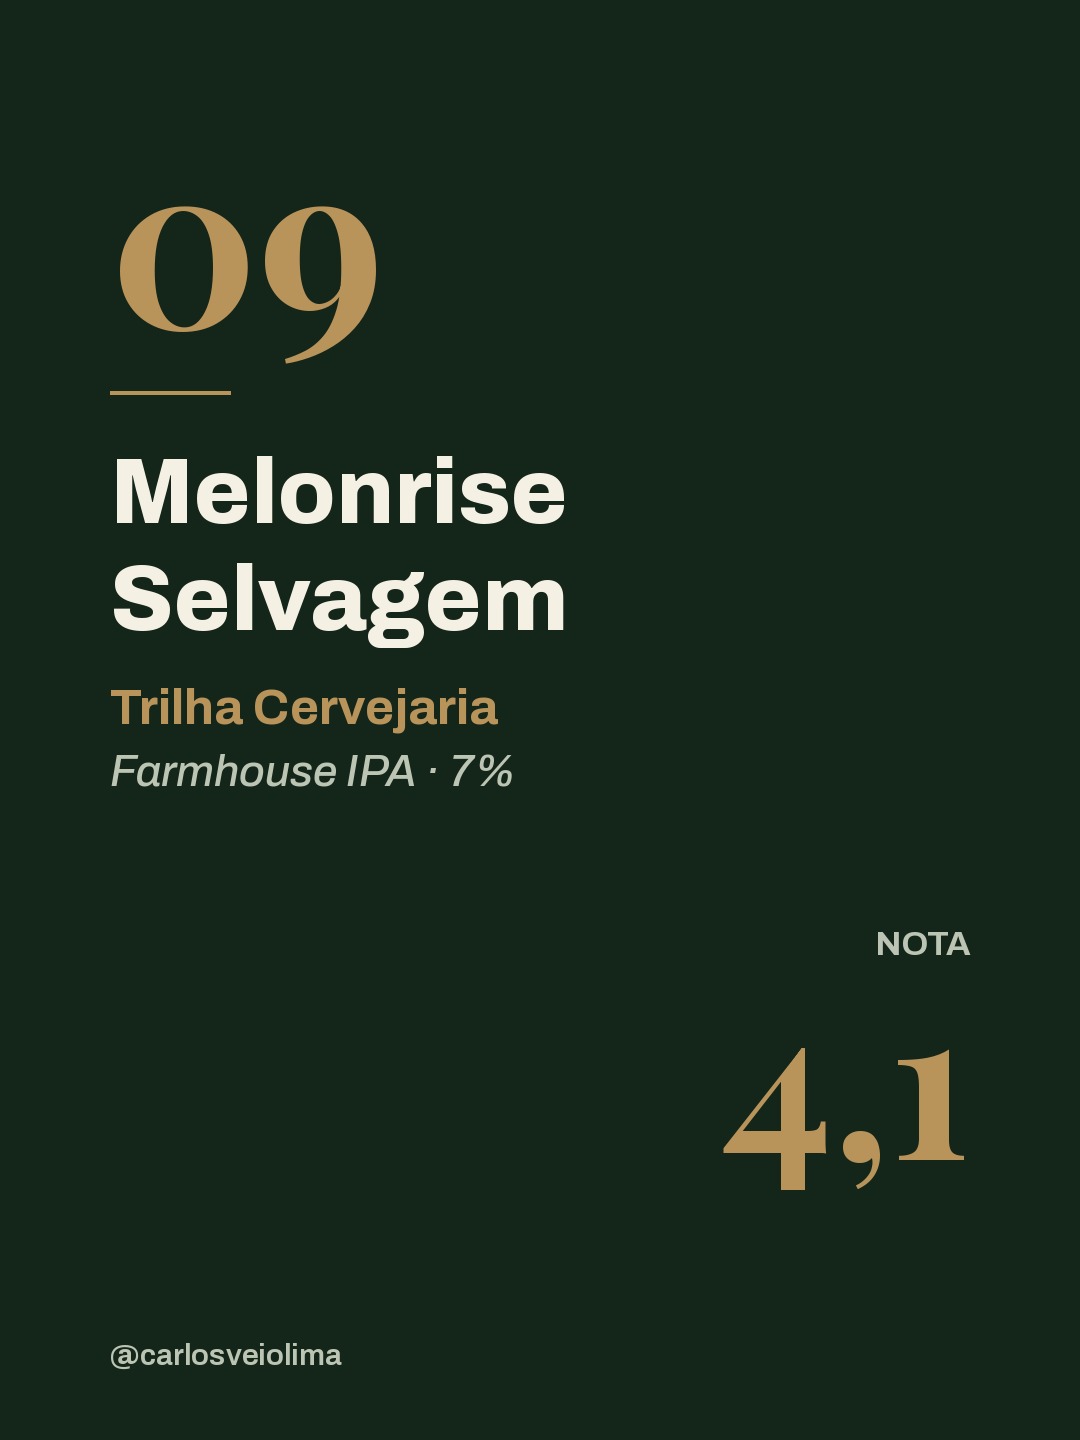 09
Melonrise
Selvagem
Trilha Cervejaria
Farmhouse IPA · 7%
NOTA
4,1
@carlosveiolima